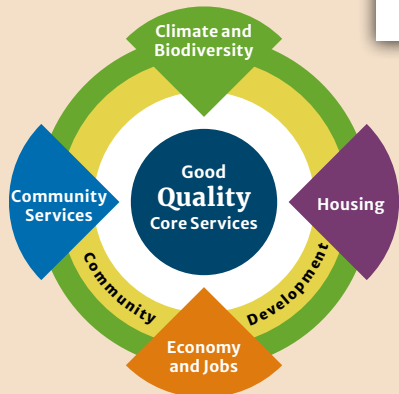 Climate and
Biodiversity
Good
Quality
Core Services
Community
Services
Housing
Community
Development
Economy
and Jobs